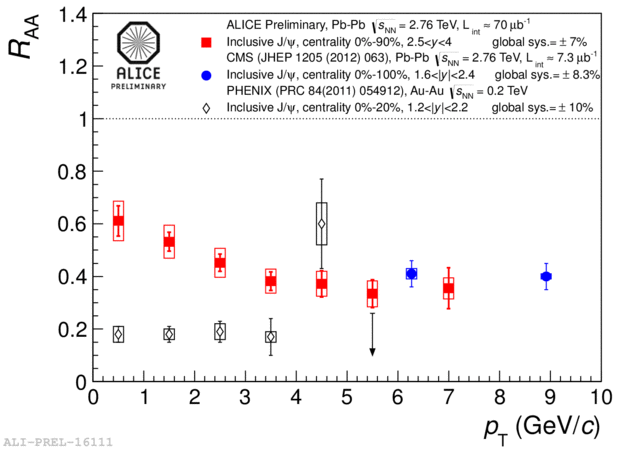 R_AA
1.4
1.2
1
0.8
0.6
0.4
0.2
0
ALICE
PRELIMINARY
ALICE Preliminary, Pb-Pb √s_NN = 2.76 TeV, L_int ≈ 70 μb⁻¹
Inclusive J/ψ, centrality 0%-90%, 2.5<y<4 global sys.= ± 7%
CMS (JHEP 1205 (2012) 063), Pb-Pb √s_NN = 2.76 TeV, L_int ≈ 7.3 μb⁻¹
Inclusive J/ψ, centrality 0%-100%, 1.6<|y|<2.4 global sys.= ± 8.3%
PHENIX (PRC 84(2011) 054912), Au-Au √s_NN = 0.2 TeV
Inclusive J/ψ, centrality 0%-20%, 1.2<|y|<2.2 global sys.= ± 10%
0 1 2 3 4 5 6 7 8 9 10
p_T (GeV/c)
ALI-PREL-16111